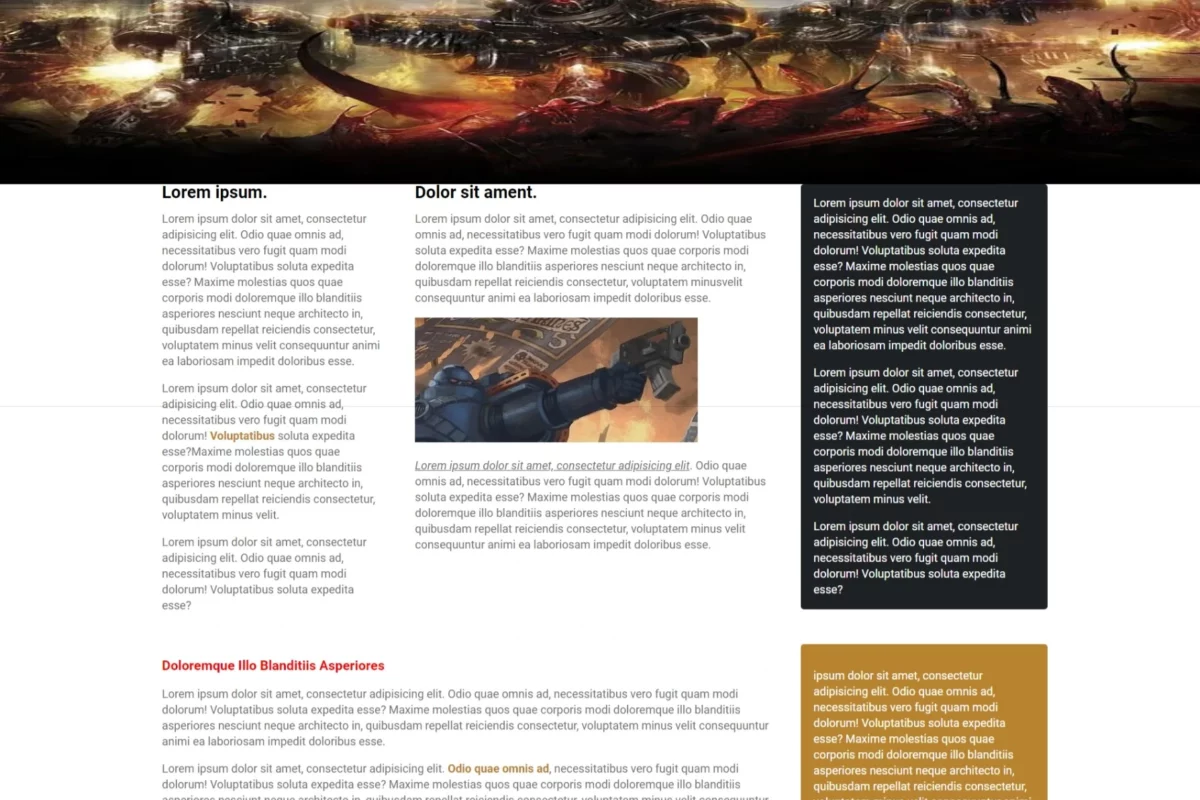 Lorem ipsum.
Lorem ipsum dolor sit amet, consectetur
adipisicing elit. Odio quae omnis ad,
necessitatibus vero fugit quam modi
dolorum! Voluptatibus soluta expedita
esse? Maxime molestias quos quae
corporis modi doloremque illo blanditiis
asperiores nesciunt neque architecto in,
quibusdam repellat reiciendis consectetur,
voluptatem minus velit consequuntur animi
ea laboriosam impedit doloribus esse.
Lorem ipsum dolor sit amet, consectetur
adipisicing elit. Odio quae omnis ad,
necessitatibus vero fugit quam modi
dolorum! Voluptatibus soluta expedita
esse?Maxime molestias quos quae
corporis modi doloremque illo blanditiis
asperiores nesciunt neque architecto in,
quibusdam repellat reiciendis consectetur,
voluptatem minus velit.
Lorem ipsum dolor sit amet, consectetur
adipisicing elit. Odio quae omnis ad,
necessitatibus vero fugit quam modi
dolorum! Voluptatibus soluta expedita
esse?
Dolor sit ament.
Lorem ipsum dolor sit amet, consectetur adipisicing elit. Odio quae
omnis ad, necessitatibus vero fugit quam modi dolorum! Voluptatibus
soluta expedita esse? Maxime molestias quos quae corporis modi
doloremque illo blanditiis asperiores nesciunt neque architecto in,
quibusdam repellat reiciendis consectetur, voluptatem minusvelit
consequuntur animi ea laboriosam impedit doloribus esse.
Lorem ipsum dolor sit amet, consectetur adipisicing elit. Odio quae
omnis ad, necessitatibus vero fugit quam modi dolorum! Voluptatibus
soluta expedita esse? Maxime molestias quos quae corporis modi
doloremque illo blanditiis asperiores nesciunt neque architecto in,
quibusdam repellat reiciendis consectetur, voluptatem minus velit
consequuntur animi ea laboriosam impedit doloribus esse.
Lorem ipsum dolor sit amet, consectetur
adipisicing elit. Odio quae omnis ad,
necessitatibus vero fugit quam modi
dolorum! Voluptatibus soluta expedita
esse? Maxime molestias quos quae
corporis modi doloremque illo blanditiis
asperiores nesciunt neque architecto in,
quibusdam repellat reiciendis consectetur,
voluptatem minus velit consequuntur animi
ea laboriosam impedit doloribus esse.
Lorem ipsum dolor sit amet, consectetur
adipisicing elit. Odio quae omnis ad,
necessitatibus vero fugit quam modi
dolorum! Voluptatibus soluta expedita
esse? Maxime molestias quos quae
corporis modi doloremque illo blanditiis
asperiores nesciunt neque architecto in,
quibusdam repellat reiciendis consectetur,
voluptatem minus velit.
Lorem ipsum dolor sit amet, consectetur
adipisicing elit. Odio quae omnis ad,
necessitatibus vero fugit quam modi
dolorum! Voluptatibus soluta expedita
esse?
Doloremque Illo Blanditiis Asperiores
Lorem ipsum dolor sit amet, consectetur adipisicing elit. Odio quae omnis ad, necessitatibus vero fugit quam modi
dolorum! Voluptatibus soluta expedita esse? Maxime molestias quos quae corporis modi doloremque illo blanditiis
asperiores nesciunt neque architecto in, quibusdam repellat reiciendis consectetur, voluptatem minus velit consequuntur
animi ea laboriosam impedit doloribus esse.
Lorem ipsum dolor sit amet, consectetur adipisicing elit. Odio quae omnis ad, necessitatibus vero fugit quam modi
dolorum! Voluptatibus soluta expedita esse? Maxime molestias quos quae corporis modi doloremque illo blanditiis
ipsum dolor sit amet, consectetur
adipisicing elit. Odio quae omnis ad,
necessitatibus vero fugit quam modi
dolorum! Voluptatibus soluta expedita
esse? Maxime molestias quos quae
corporis modi doloremque illo blanditiis
asperiores nesciunt neque architecto in,
quibusdam repellat reiciendis consectetur,